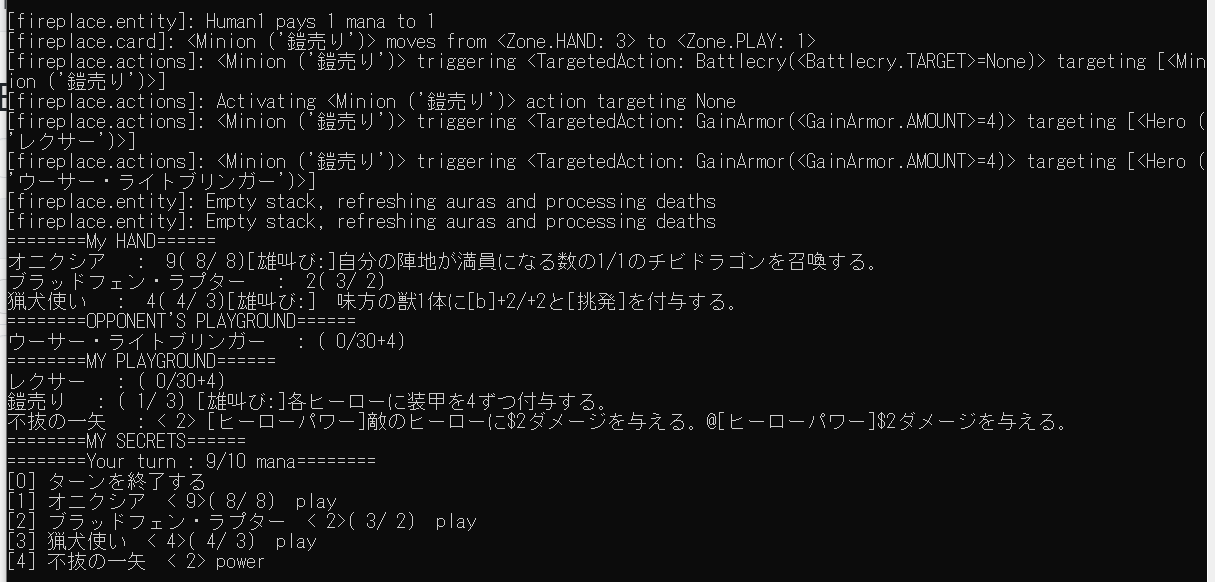 [fireplace.entity]: Human1 pays 1 mana to 1
[fireplace.card]: <Minion ('鎧売り')> moves from <Zone.HAND: 3> to <Zone.PLAY: 1>
[fireplace.actions]: <Minion ('鎧売り')> triggering <TargetedAction: Battlecry(<Battlecry.TARGET>=None)> targeting [<Min
ion ('鎧売り')>]
[fireplace.actions]: Activating <Minion ('鎧売り')> action targeting None
[fireplace.actions]: <Minion ('鎧売り')> triggering <TargetedAction: GainArmor(<GainArmor.AMOUNT>=4)> targeting [<Hero (
'レクサー')>]
[fireplace.actions]: <Minion ('鎧売り')> triggering <TargetedAction: GainArmor(<GainArmor.AMOUNT>=4)> targeting [<Hero (
'ウーサー・ライトブリンガー')>]
[fireplace.entity]: Empty stack, refreshing auras and processing deaths
[fireplace.entity]: Empty stack, refreshing auras and processing deaths
========My HAND======
オニクシア   :  9( 8/ 8)[雄叫び:]自分の陣地が満員になる数の1/1のチビドラゴンを召喚する。
ブラッドフェン・ラプター   :  2( 3/ 2)
猟犬使い   :  4( 4/ 3)[雄叫び:]  味方の獣1体に[b]+2/+2と[挑発]を付与する。
========OPPONENT'S PLAYGROUND======
ウーサー・ライトブリンガー   : ( 0/30+4)
========MY PLAYGROUND======
レクサー   : ( 0/30+4)
鎧売り   : ( 1/ 3) [雄叫び:]各ヒーローに装甲を4ずつ付与する。
不抜の一矢   : < 2> [ヒーローパワー]敵のヒーローに$2ダメージを与える。@[ヒーローパワー]$2ダメージを与える。
========MY SECRETS======
========Your turn : 9/10 mana========
[0] ターンを終了する
[1] オニクシア  < 9>( 8/ 8)  play
[2] ブラッドフェン・ラプター  < 2>( 3/ 2)  play
[3] 猟犬使い  < 4>( 4/ 3)  play
[4] 不抜の一矢  < 2> power